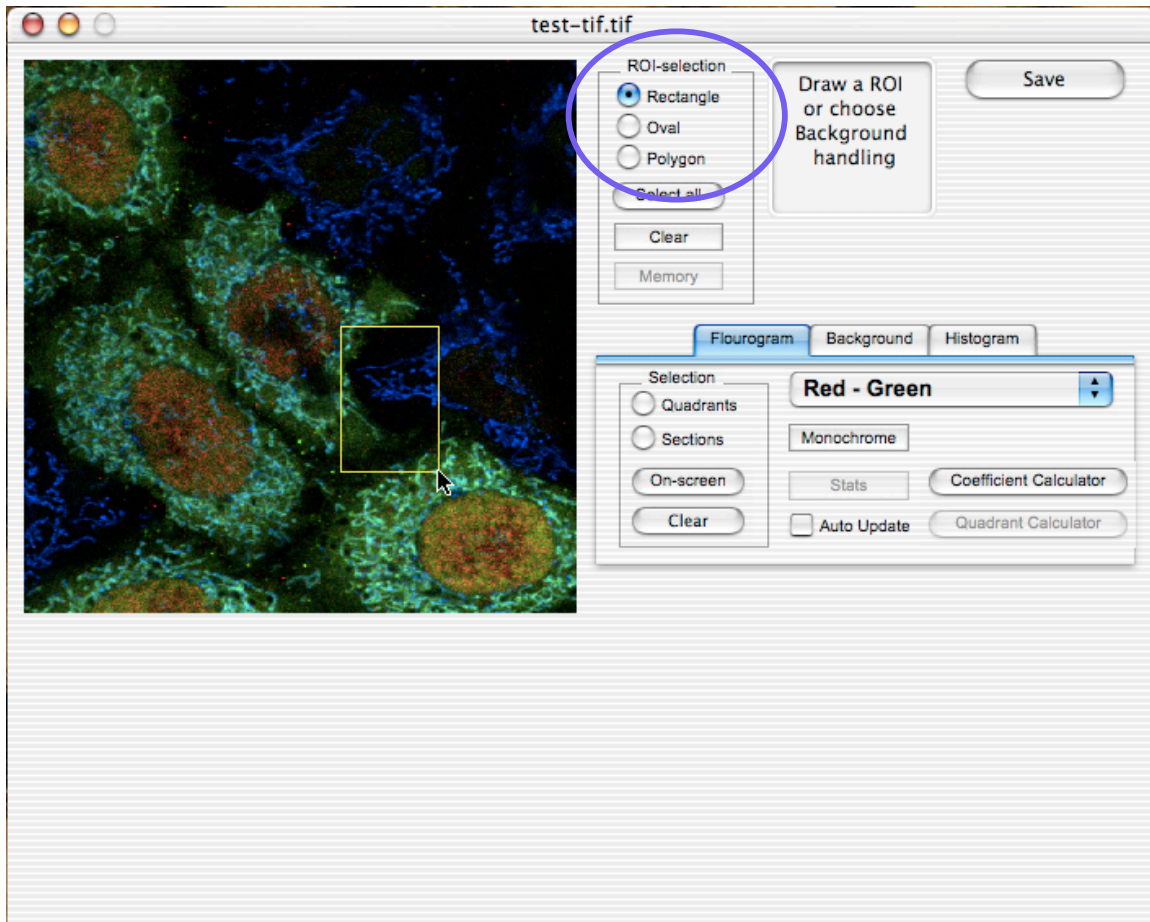 test-tif.tif
ROI-selection
Rectangle
Oval
Polygon
Select all
Clear
Memory
Draw a ROI
or choose
Background
handling
Save
Flourogram
Background
Histogram
Selection
Quadrants
Sections
On-screen
Clear
Red - Green
Monochrome
Stats
Coefficient Calculator
Auto Update
Quadrant Calculator